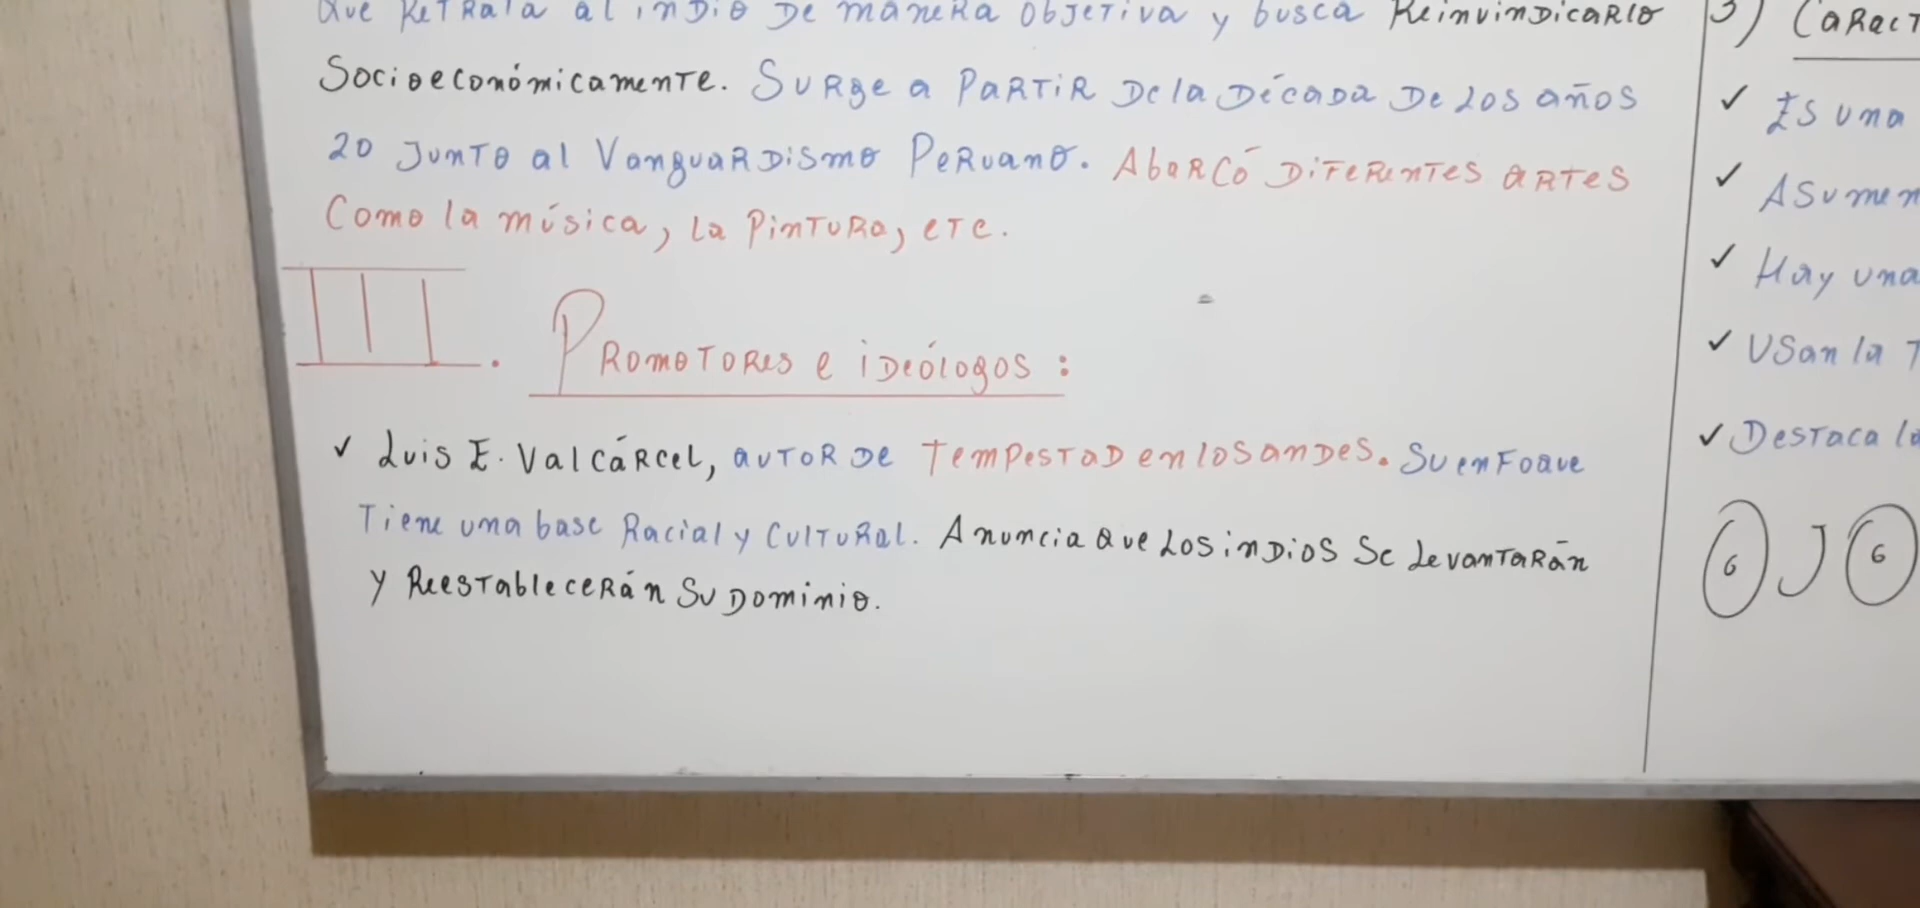 Que Retrata al indio De manera Objetiva y busca Reinvindicarlo
Socioeconómicamente. Surge a Partir De la Década De los años
20 Junto al Vanguardismo Peruano. Abarcó Diferentes artes
Como la música, la Pintura, etc.
III. Promotores e ideólogos:
✓ Luis E. Valcárcel, autor De Tempestad en los andes. Su enfoque
Tiene una base Racial y Cultural. Anuncia que los indios Se levantarán
y Reestablecerán Su Dominio.
3) Caract
✓ Es una
✓ Asumen
✓ Hay una
✓ Usan la T
✓ Destaca lo
OJO